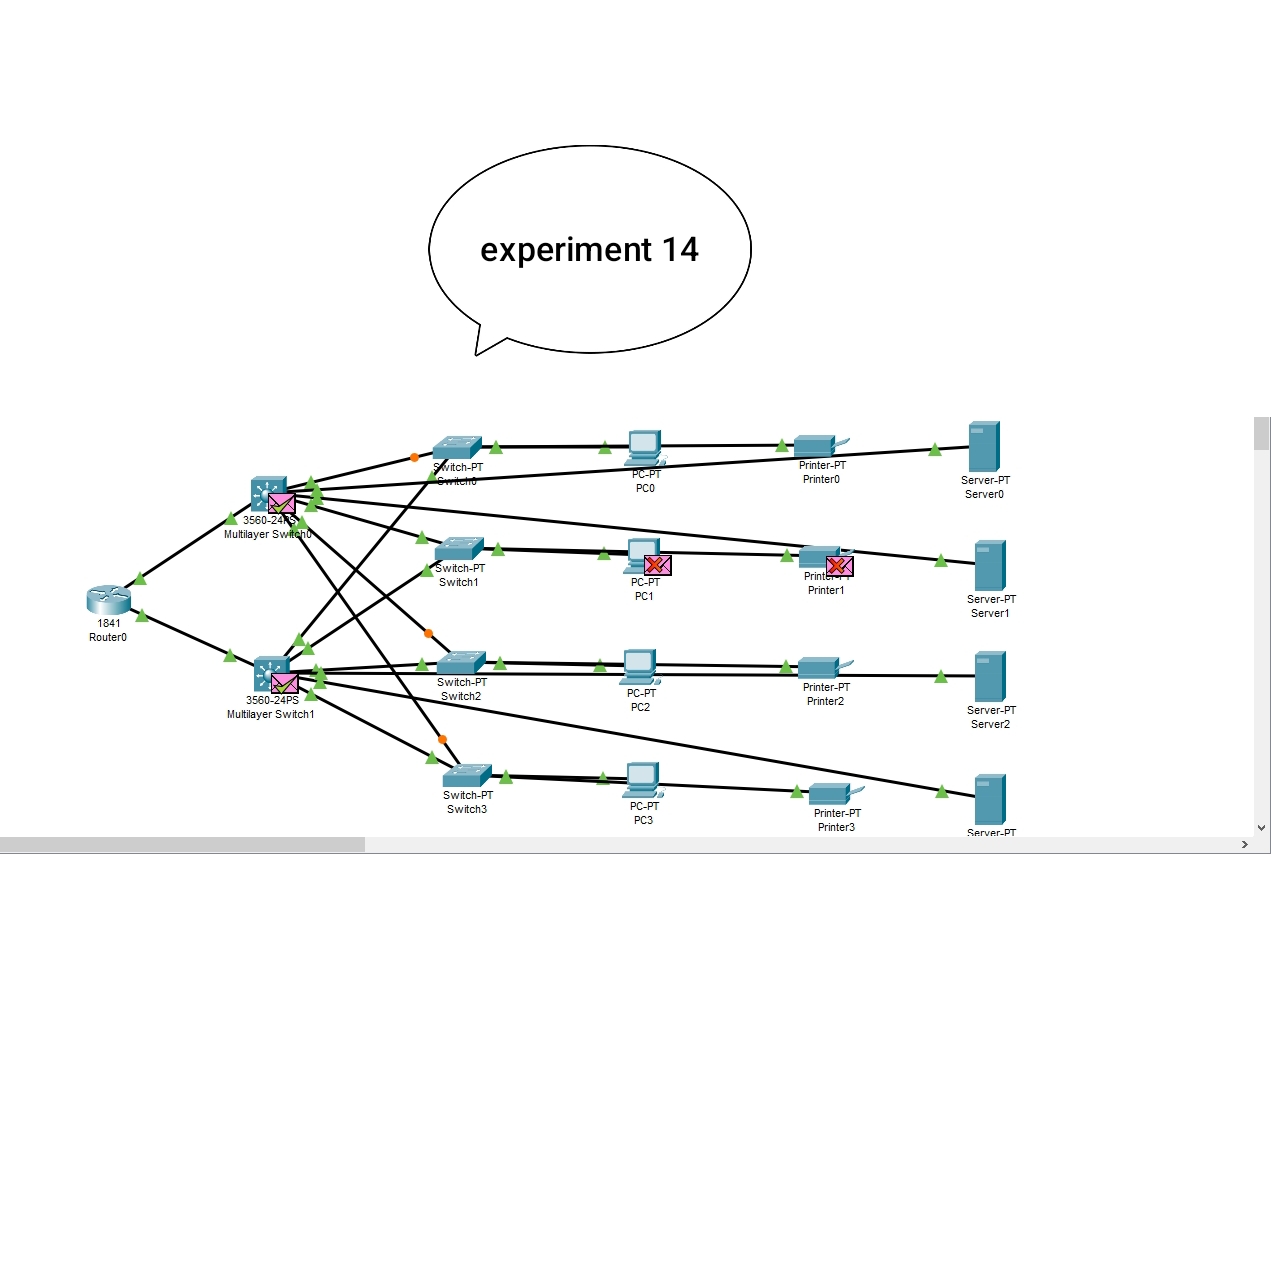 experiment 14
Switch-PT
Switch0
PC-PT
PC0
Printer-PT
Printer0
Server-PT
Server0
3560-24PS
Multilayer Switch0
Switch-PT
Switch1
PC-PT
PC1
Printer-PT
Printer1
Server-PT
Server1
1841
Router0
3560-24PS
Multilayer Switch1
Switch-PT
Switch2
PC-PT
PC2
Printer-PT
Printer2
Server-PT
Server2
Switch-PT
Switch3
PC-PT
PC3
Printer-PT
Printer3
Server-PT